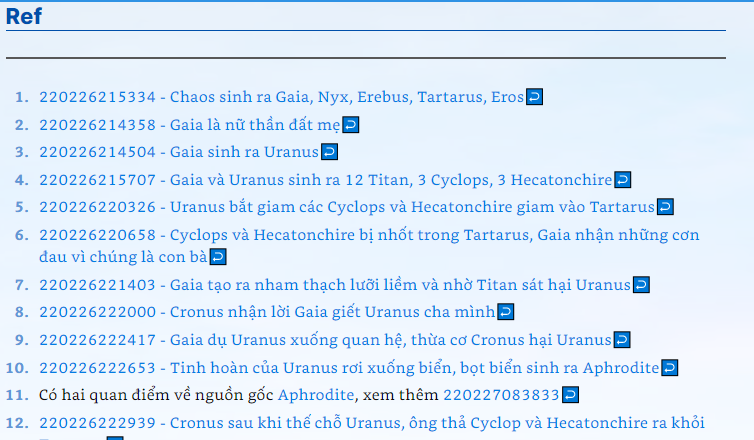 Ref
1. 220226215334 - Chaos sinh ra Gaia, Nyx, Erebus, Tartarus, Eros
2. 220226214358 - Gaia là nữ thần đất mẹ
3. 220226214504 - Gaia sinh ra Uranus
4. 220226215707 - Gaia và Uranus sinh ra 12 Titan, 3 Cyclops, 3 Hecatonchire
5. 220226220326 - Uranus bắt giam các Cyclops và Hecatonchire giam vào Tartarus
6. 220226220658 - Cyclops và Hecatonchire bị nhốt trong Tartarus, Gaia nhận những cơn
đau vì chúng là con bà
7. 220226221403 - Gaia tạo ra nham thạch lưỡi liềm và nhờ Titan sát hại Uranus
8. 220226222000 - Cronus nhận lời Gaia giết Uranus cha mình
9. 220226222417 - Gaia dụ Uranus xuống quan hệ, thừa cơ Cronus hại Uranus
10. 220226222653 - Tinh hoàn của Uranus rơi xuống biển, bọt biển sinh ra Aphrodite
11. Có hai quan điểm về nguồn gốc Aphrodite, xem thêm 220227083833
12. 220226222939 - Cronus sau khi thế chỗ Uranus, ông thả Cyclop và Hecatonchire ra khỏi